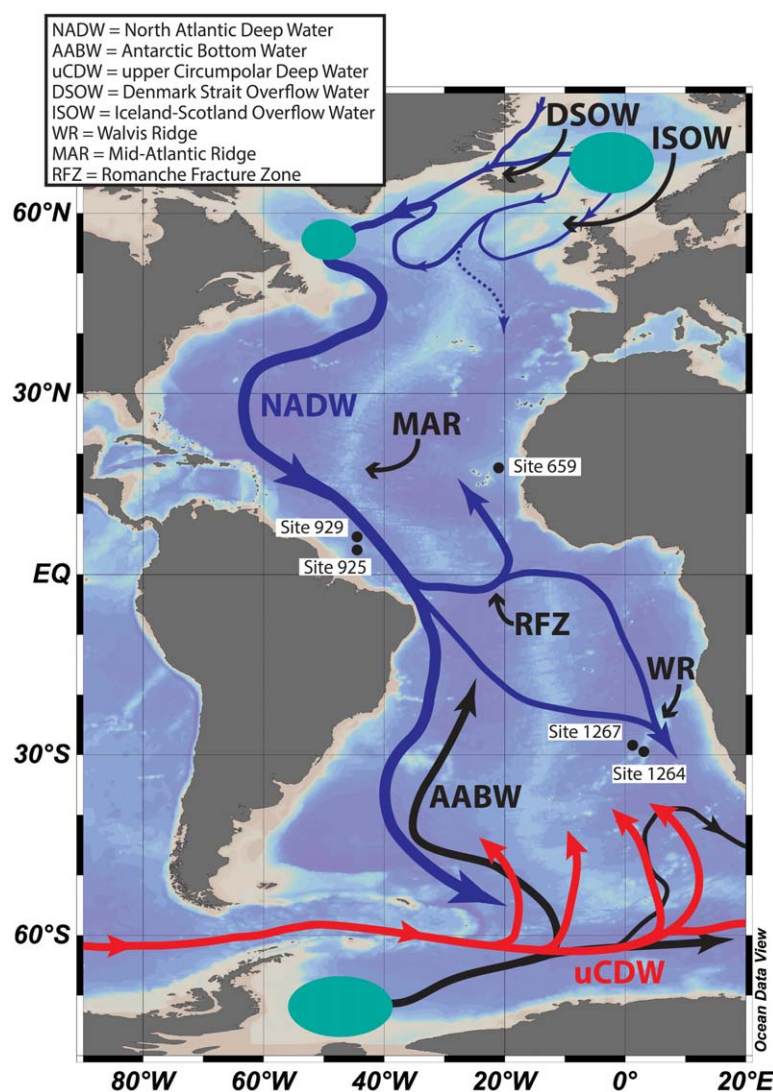 NADW = North Atlantic Deep Water
AABW = Antarctic Bottom Water
uCDW = upper Circumpolar Deep Water
DSOW = Denmark Strait Overflow Water
ISOW = Iceland-Scotland Overflow Water
WR = Walvis Ridge
MAR = Mid-Atlantic Ridge
RFZ = Romanche Fracture Zone
DSOW
ISOW
60°N
30°N
NADW
MAR
Site 659
Site 929
Site 925
EQ
RFZ
WR
Site 1267
Site 1264
30°S
AABW
60°S
uCDW
Ocean Data View
80°W
60°W
40°W
20°W
0°
20°E